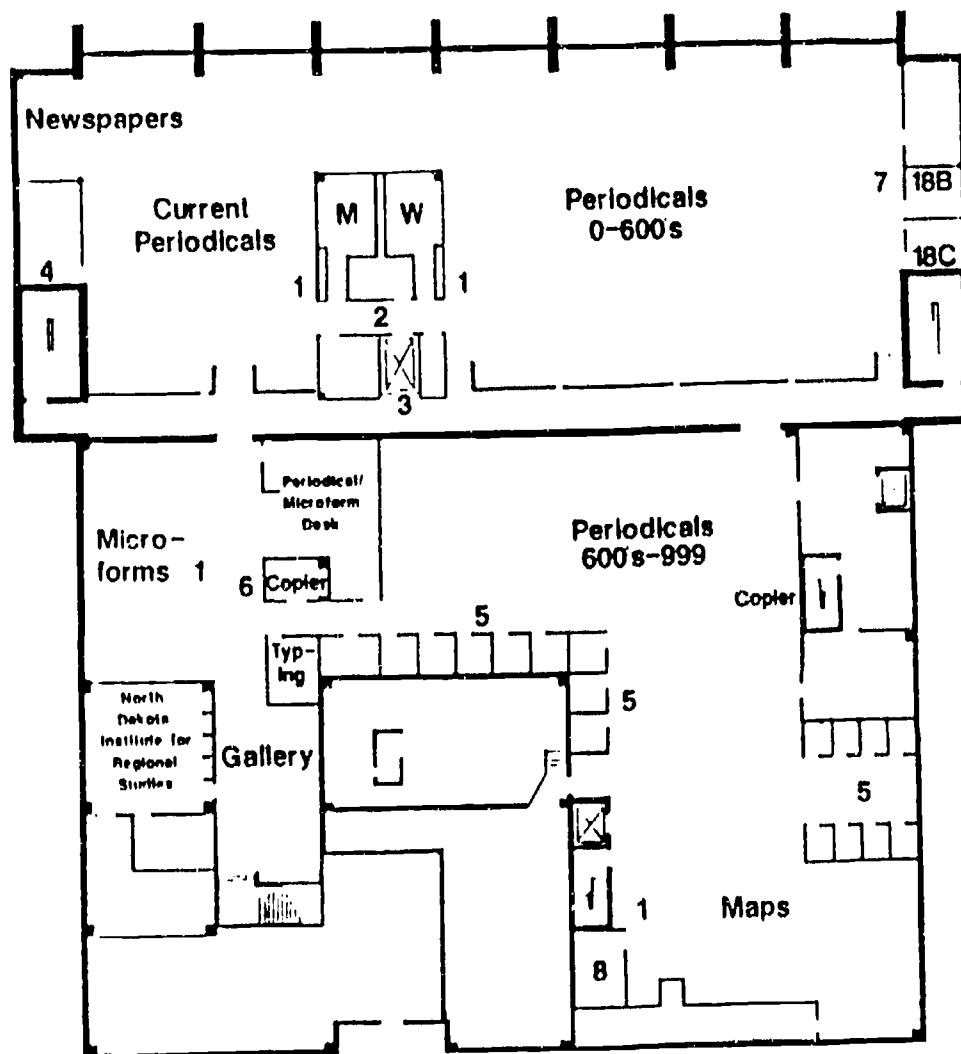 Newspapers
Current
Periodicals
M
W
Periodicals
0-600's
7
18B
18C
4
1
1
2
3
Periodical/
Microform
Desk
Micro-
forms 1
6
Copier
Periodicals
600's-999
Copier
5
Typ-
ing
5
North
Dakota
Institute for
Regional
Studies
Gallery
5
1
Maps
8